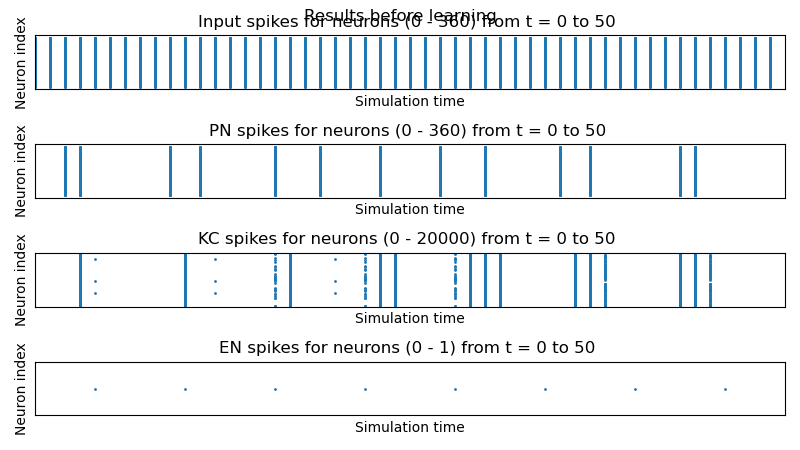 Results before learning
Input spikes for neurons (0 - 360) from t = 0 to 50
Neuron index
Simulation time
PN spikes for neurons (0 - 360) from t = 0 to 50
Neuron index
Simulation time
KC spikes for neurons (0 - 20000) from t = 0 to 50
Neuron index
Simulation time
EN spikes for neurons (0 - 1) from t = 0 to 50
Neuron index
Simulation time